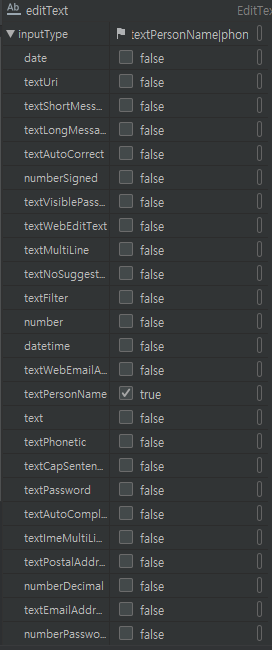 Ab editText EditTex
inputType textPersonName|phon
date false
textUri false
textShortMess... false
textLongMessa... false
textAutoCorrect false
numberSigned false
textVisiblePass... false
textWebEditText false
textMultiLine false
textNoSuggest... false
textFilter false
number false
datetime false
textWebEmailA... false
textPersonName true
text false
textPhonetic false
textCapSenten... false
textPassword false
textAutoCompl... false
textImeMultiLi... false
textPostalAddr... false
numberDecimal false
textEmailAddr... false
numberPasswo... false